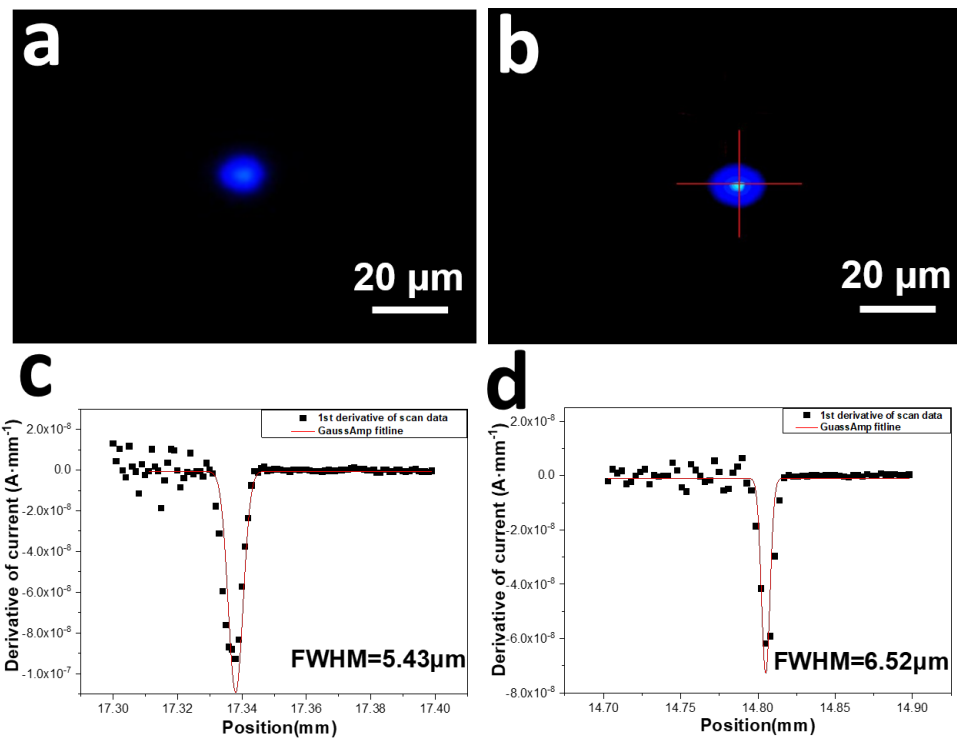 a
20 µm
b
20 µm
c
1st derivative of scan data
GaussAmp fitline
Derivative of current (A·mm⁻¹)
2.0x10⁻⁸
0.0
-2.0x10⁻⁸
-4.0x10⁻⁸
-6.0x10⁻⁸
-8.0x10⁻⁸
-1.0x10⁻⁷
FWHM=5.43µm
17.30 17.32 17.34 17.36 17.38 17.40
Position(mm)
d
1st derivative of scan data
GaussAmp fitline
Derivative of current (A·mm⁻¹)
2.0x10⁻⁸
0.0
-2.0x10⁻⁸
-4.0x10⁻⁸
-6.0x10⁻⁸
-8.0x10⁻⁸
FWHM=6.52µm
14.70 14.75 14.80 14.85 14.90
Position(mm)